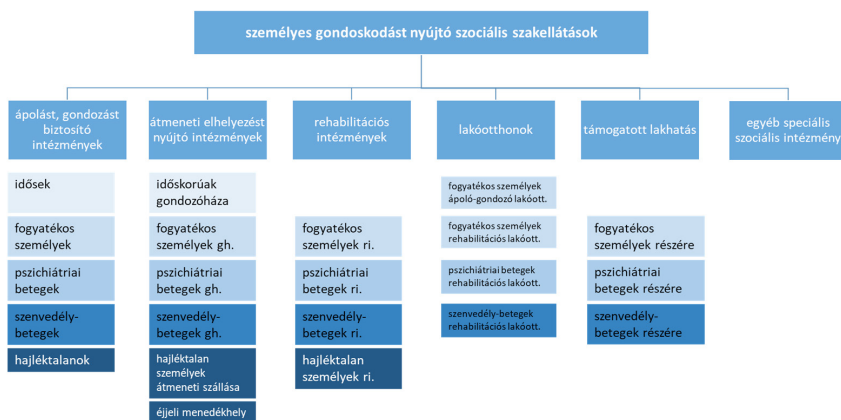 személyes gondoskodást nyújtó szociális szakellátások
ápolást, gondozást
biztosító
intézmények
átmeneti elhelyezést
nyújtó intézmények
rehabilitációs
intézmények
lakóotthonok
támogatott lakhatás
egyéb speciális
szociális intézmény
idősek
fogyatékos
személyek
pszichiátriai
betegek
szenvedély-
betegek
hajléktalanok
időskorúak
gondozóháza
fogyatékos
személyek gh.
pszichiátriai
betegek gh.
szenvedély-
betegek gh.
hajléktalan
személyek
átmeneti szállása
éjjeli menedékhely
fogyatékos
személyek ri.
pszichiátriai
betegek ri.
szenvedély-
betegek ri.
hajléktalan
személyek ri.
fogyatékos személyek
ápoló-gondozó lakóott.
fogyatékos személyek
rehabilitációs lakóott.
pszichiátriai betegek
rehabilitációs lakóott.
szenvedély-betegek
rehabilitációs lakóott.
fogyatékos
személyek részére
pszichiátriai
betegek részére
szenvedély-
betegek részére